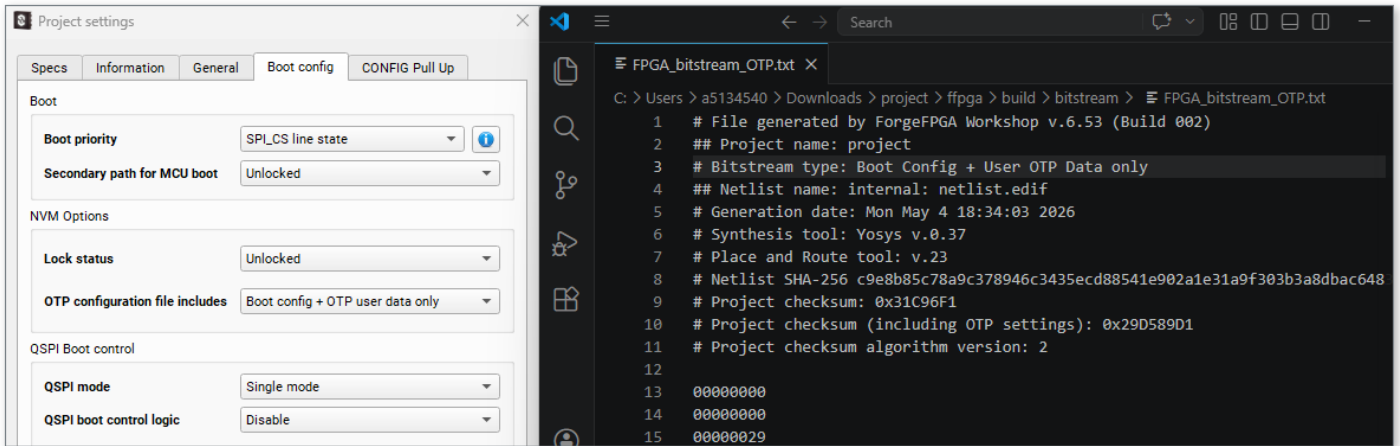 Project settings
Specs Information General Boot config CONFIG Pull Up
Boot
Boot priority SPI_CS line state
Secondary path for MCU boot Unlocked
NVM Options
Lock status Unlocked
OTP configuration file includes Boot config + OTP user data only
QSPI Boot control
QSPI mode Single mode
QSPI boot control logic Disable
Search
FPGA_bitstream_OTP.txt
C: > Users > a5134540 > Downloads > project > ffpga > build > bitstream > FPGA_bitstream_OTP.txt
1 # File generated by ForgeFPGA Workshop v.6.53 (Build 002)
2 ## Project name: project
3 # Bitstream type: Boot Config + User OTP Data only
4 ## Netlist name: internal: netlist.edif
5 # Generation date: Mon May 4 18:34:03 2026
6 # Synthesis tool: Yosys v.0.37
7 # Place and Route tool: v.23
8 # Netlist SHA-256 c9e8b85c78a9c378946c3435ecd88541e902a1e31a9f303b3a8dbac648
9 # Project checksum: 0x31C96F1
10 # Project checksum (including OTP settings): 0x29D589D1
11 # Project checksum algorithm version: 2
12
13 00000000
14 00000000
15 00000029